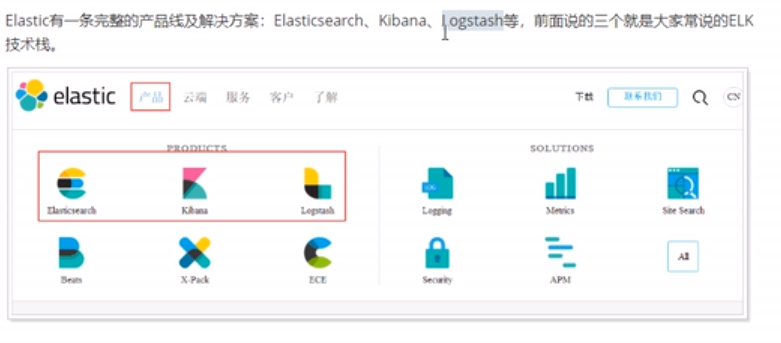 Elastic有一条完整的产品线及解决方案：Elasticsearch、Kibana、Logstash等，前面说的三个就是大家常说的ELK
技术栈。
elastic 产品 云端 服务 客户 了解 下载 联系我们 CN
PRODUCTS SOLUTIONS
Elasticsearch Kibana Logstash Logging Metrics Site Search
Beats X-Pack ECE Security APM All